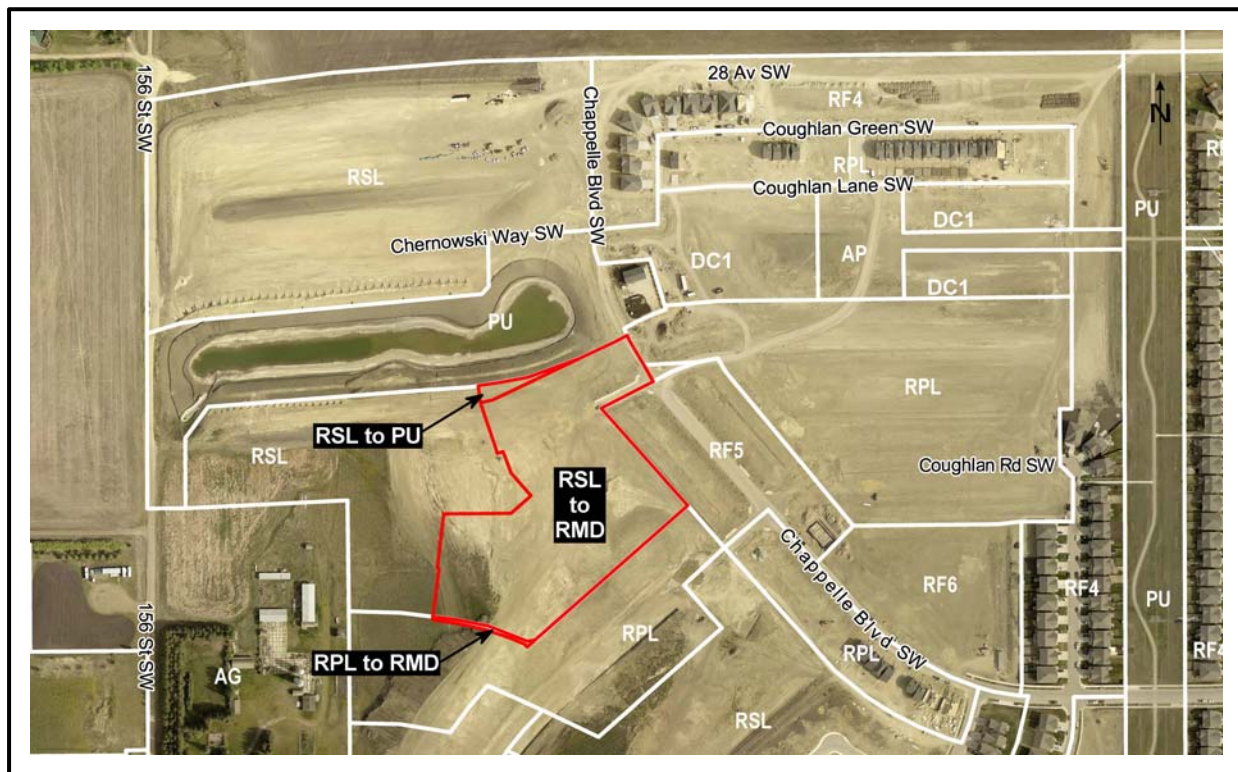 28 Av SW
156 St SW
Chappelle Blvd SW
RF4
N
Coughlan Green SW
RPL
RSL
Coughlan Lane SW
PU
DC1
Chernowski Way SW
DC1
AP
DC1
PU
RPL
RSL to PU
RSL
RF5
Coughlan Rd SW
RSL
to
RMD
Chappelle Blvd SW
RF6
RF4
PU
156 St SW
RPL
RPL to RMD
AG
RPL
RF4
RSL